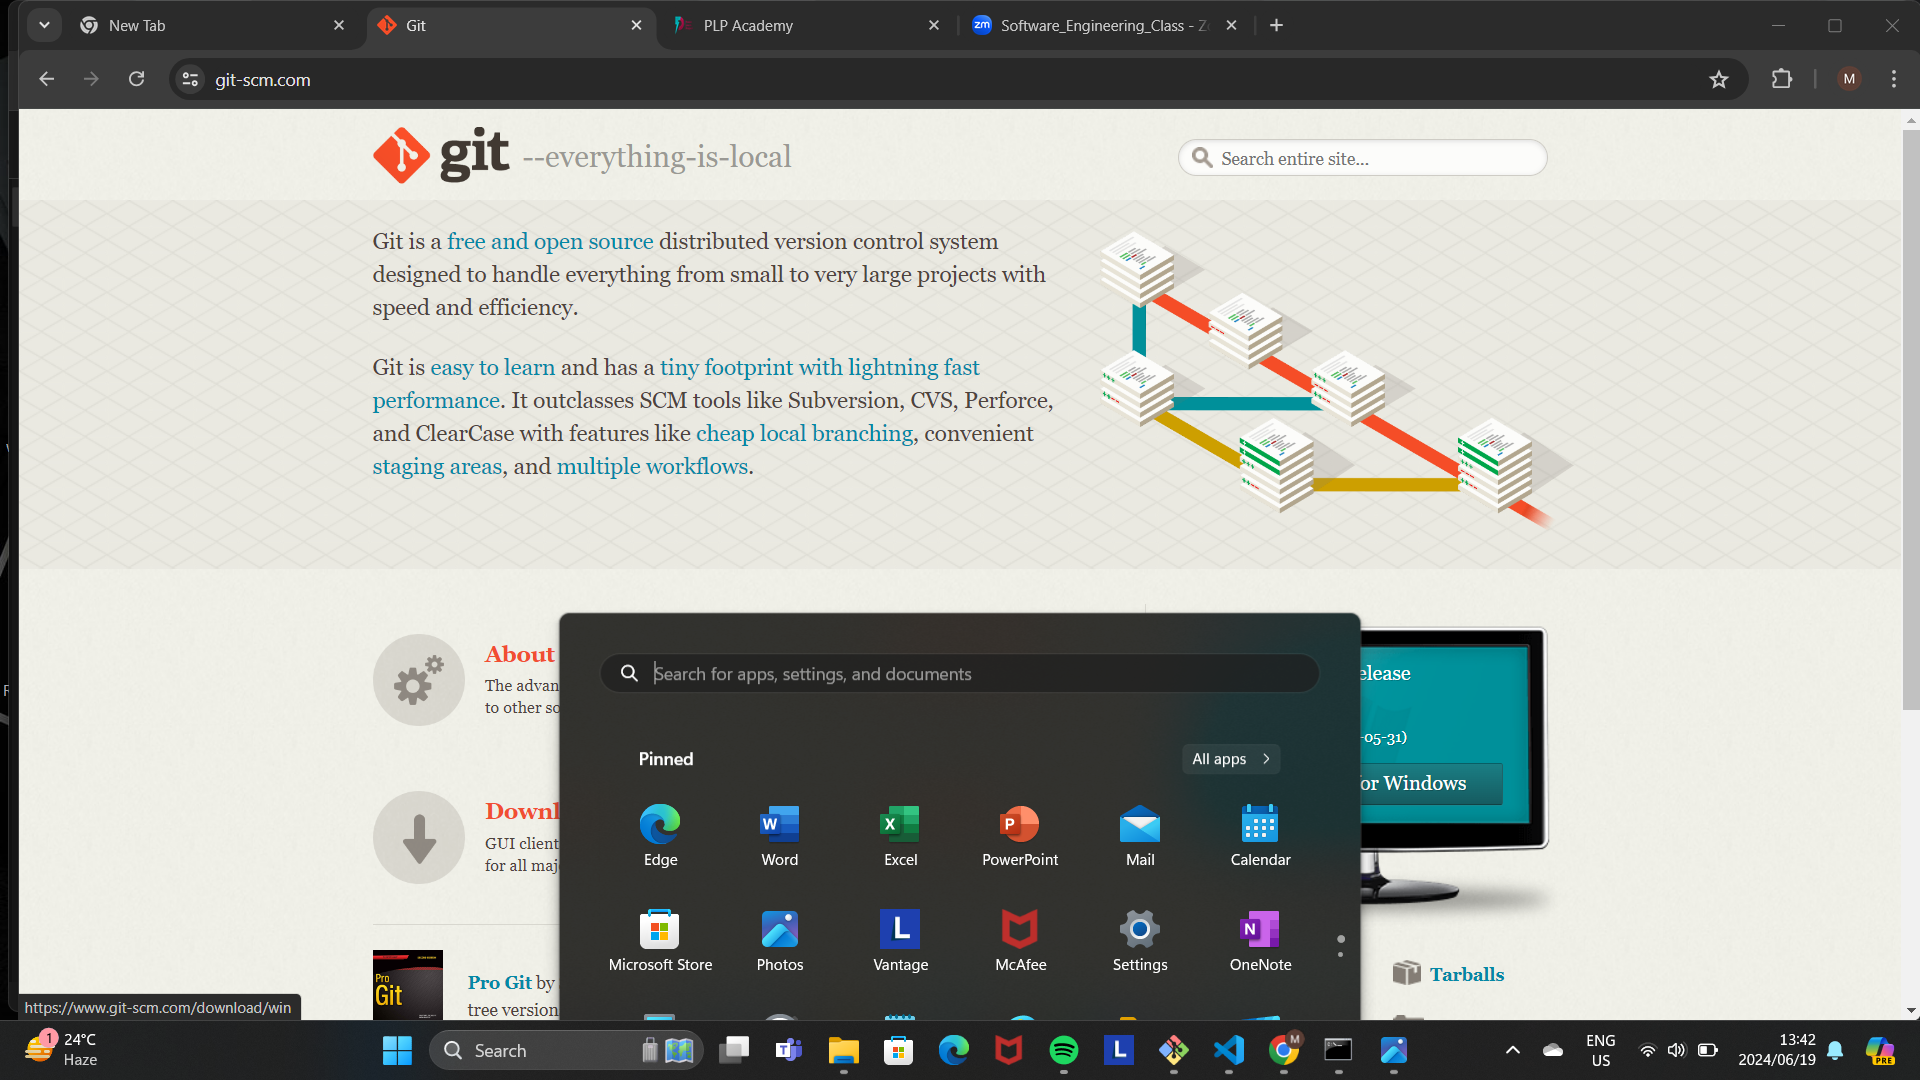 New Tab
Git
PLP Academy
Software_Engineering_Class - Z
git-scm.com
M
git --everything-is-local
Search entire site...
Git is a free and open source distributed version control system
designed to handle everything from small to very large projects with
speed and efficiency.
Git is easy to learn and has a tiny footprint with lightning fast
performance. It outclasses SCM tools like Subversion, CVS, Perforce,
and ClearCase with features like cheap local branching, convenient
staging areas, and multiple workflows.
About
The advan
to other so
Downl
GUI client
for all maj
Pro
Git
Pro Git by
tree version
elease
-05-31)
or Windows
Tarballs
Search for apps, settings, and documents
Pinned
All apps
Edge
Word
Excel
PowerPoint
Mail
Calendar
Microsoft Store
Photos
Vantage
McAfee
Settings
OneNote
https://www.git-scm.com/download/win
1
24°C
Haze
Search
M
ENG
US
13:42
2024/06/19
PRE